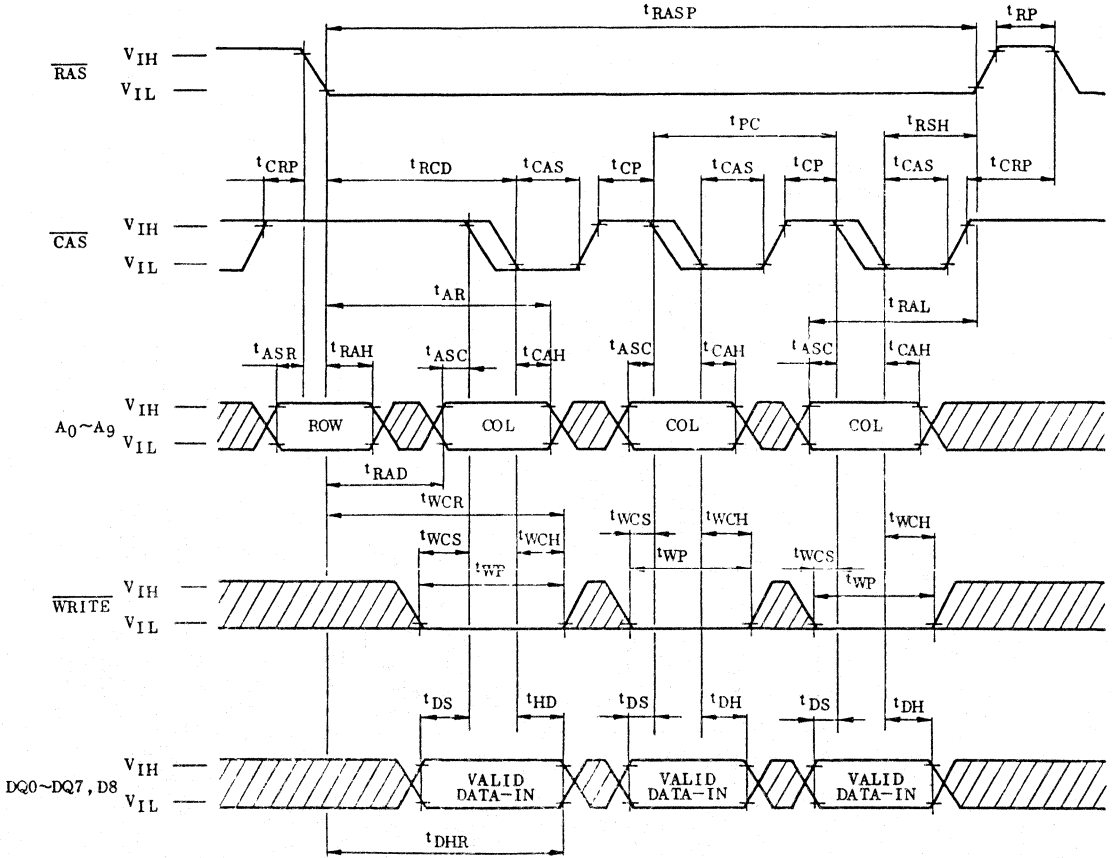 tRASP tRP
RAS VIH
VIL
tPC tRSH
tCRP tRCD tCAS tCP tCAS tCP tCAS tCRP
CAS VIH
VIL
tAR tRAL
tASR tRAH tASC tCAH tASC tCAH tASC tCAH
A0~A9 VIH ROW COL COL COL
VIL
tRAD
tWCR
tWCS tWCH tWCS tWCH tWCS tWCH
tWP tWP tWP
WRITE VIH
VIL
tDS tHD tDS tDH tDS tDH
DQ0~DQ7,D8 VIH VALID DATA-IN VALID DATA-IN VALID DATA-IN
VIL
tDHR